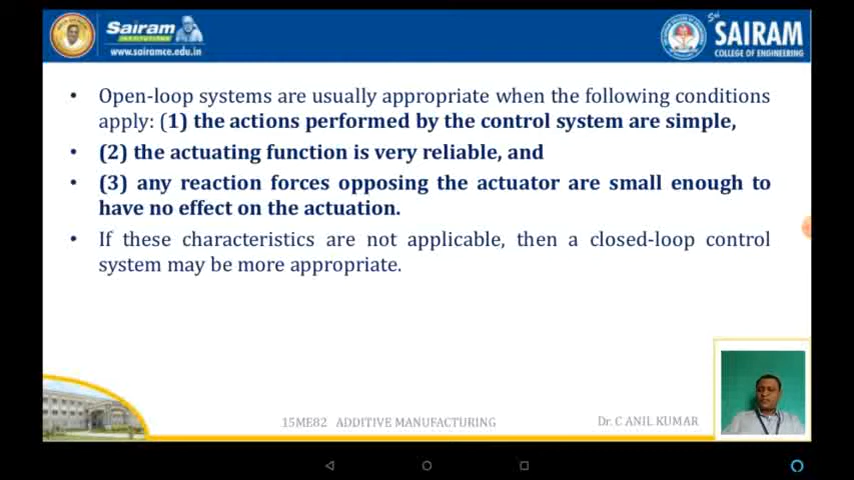 Sairam
INSTITUTIONS
www.sairamce.edu.in
SAIRAM
COLLEGE OF ENGINEERING
• Open-loop systems are usually appropriate when the following conditions
apply: (1) the actions performed by the control system are simple,
• (2) the actuating function is very reliable, and
• (3) any reaction forces opposing the actuator are small enough to
have no effect on the actuation.
• If these characteristics are not applicable, then a closed-loop control
system may be more appropriate.
15ME82 ADDITIVE MANUFACTURING
Dr. C ANIL KUMAR